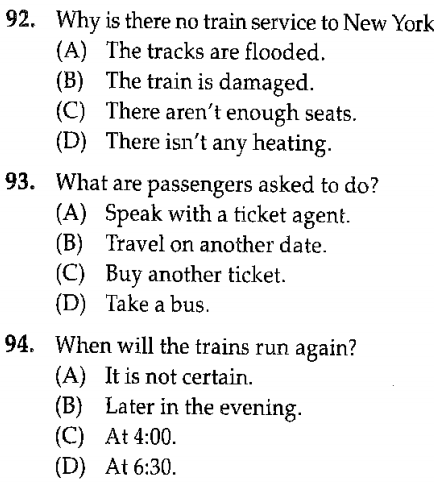 92. Why is there no train service to New York
(A) The tracks are flooded.
(B) The train is damaged.
(C) There aren't enough seats.
(D) There isn't any heating.
93. What are passengers asked to do?
(A) Speak with a ticket agent.
(B) Travel on another date.
(C) Buy another ticket.
(D) Take a bus.
94. When will the trains run again?
(A) It is not certain.
(B) Later in the evening.
(C) At 4:00.
(D) At 6:30.